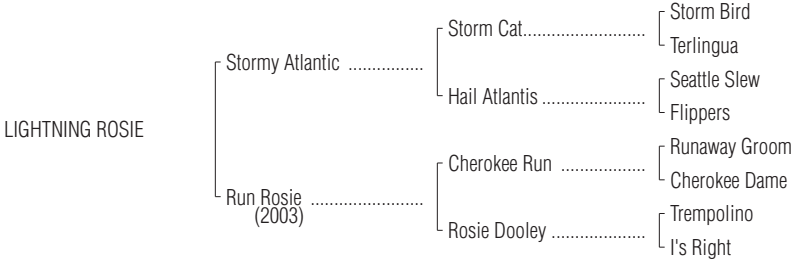 Storm Bird
Storm Cat..........................
Terlingua
Stormy Atlantic ................
Seattle Slew
Hail Atlantis ......................
Flippers
LIGHTNING ROSIE
Runaway Groom
Cherokee Run ..................
Cherokee Dame
Run Rosie ........................
(2003)
Trempolino
Rosie Dooley ....................
I's Right